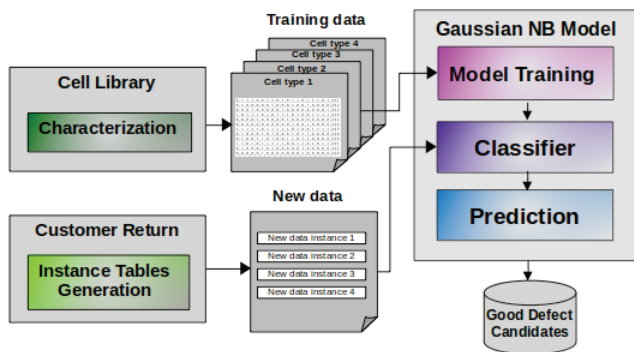 Training data
Cell type 4
Cell type 3
Cell type 2
Cell type 1
Cell Library
Characterization
Gaussian NB Model
Model Training
Classifier
Prediction
New data
New data instance 1
New data instance 2
New data instance 3
New data instance 4
Customer Return
Instance Tables
Generation
Good Defect
Candidates